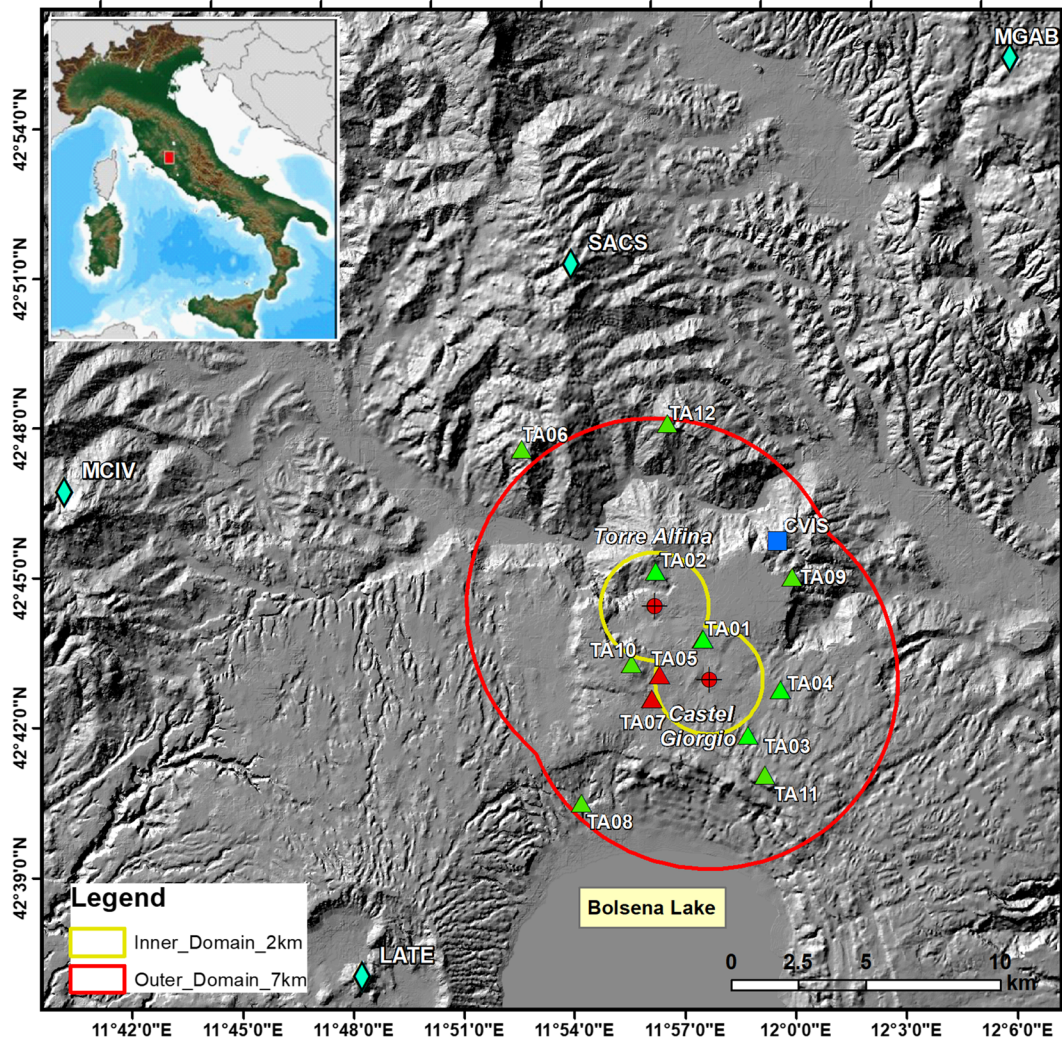 MGAB
SACS
TA12
TA06
MCIV
CVIS
Torre Alfina
TA02
TA09
TA01
TA10
TA05
TA04
TA07
Castel
Giorgio
TA03
TA11
TA08
Bolsena Lake
LATE
Legend
Inner_Domain_2km
Outer_Domain_7km
0 2.5 5 10
km
42°54'0"N
42°51'0"N
42°48'0"N
42°45'0"N
42°42'0"N
42°39'0"N
11°42'0"E 11°45'0"E 11°48'0"E 11°54'0"E 11°57'0"E 12°0'0"E 12°3'0"E 12°6'0"E